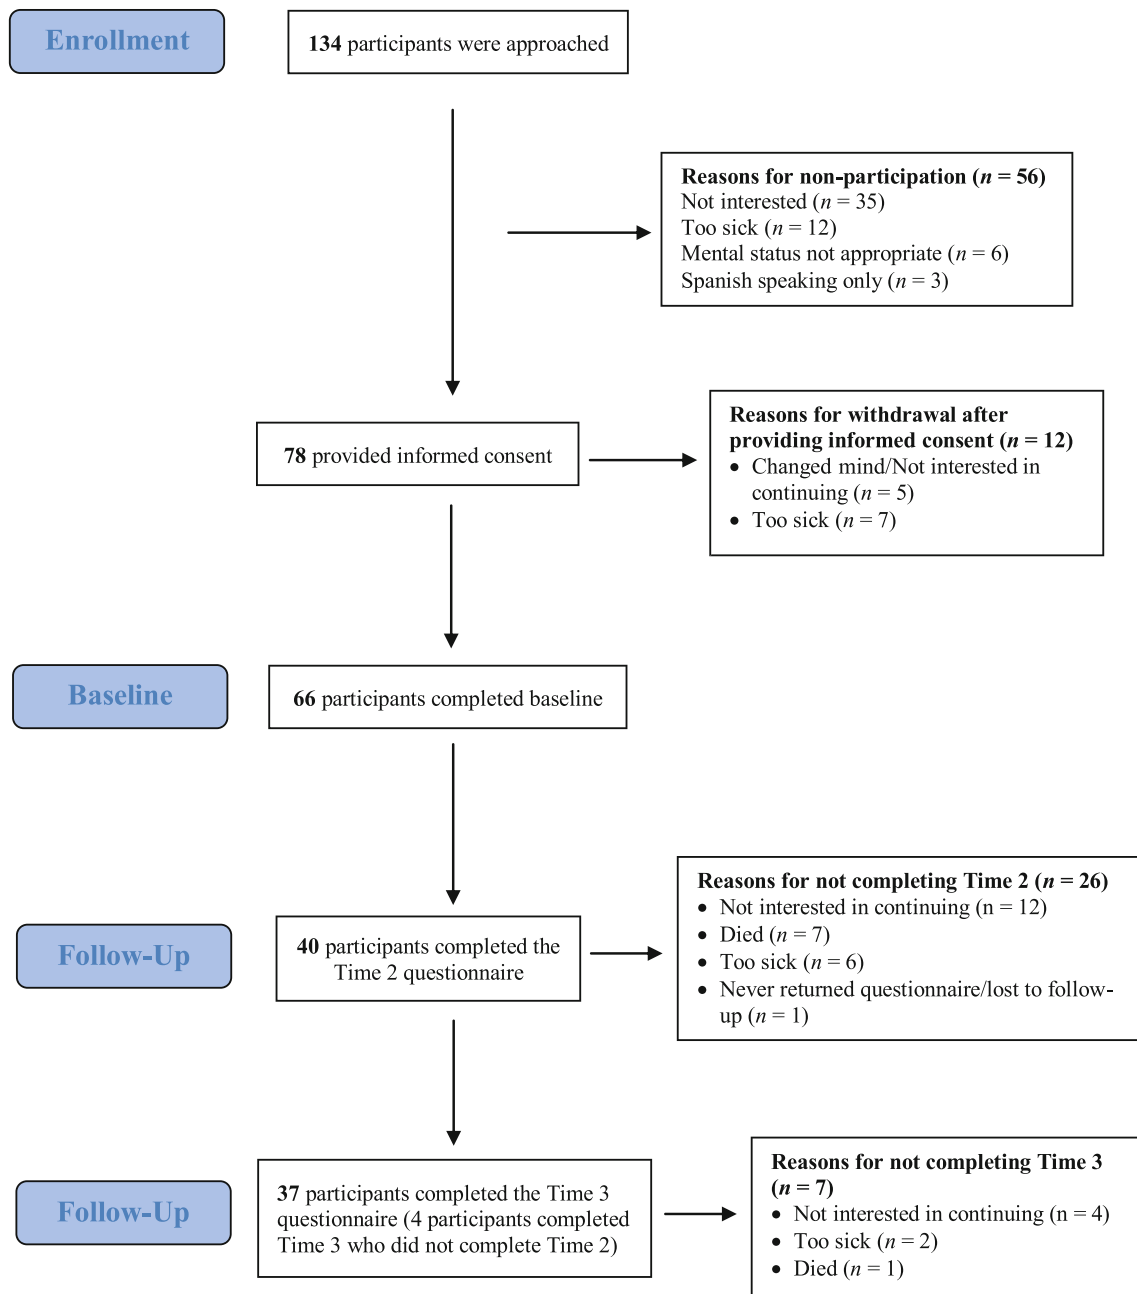 Enrollment
134 participants were approached
Reasons for non-participation (n = 56)
Not interested (n = 35)
Too sick (n = 12)
Mental status not appropriate (n = 6)
Spanish speaking only (n = 3)
78 provided informed consent
Reasons for withdrawal after
providing informed consent (n = 12)
• Changed mind/Not interested in
continuing (n = 5)
• Too sick (n = 7)
Baseline
66 participants completed baseline
Follow-Up
40 participants completed the
Time 2 questionnaire
Reasons for not completing Time 2 (n = 26)
• Not interested in continuing (n = 12)
• Died (n = 7)
• Too sick (n = 6)
• Never returned questionnaire/lost to follow-
up (n = 1)
Follow-Up
37 participants completed the Time 3
questionnaire (4 participants completed
Time 3 who did not complete Time 2)
Reasons for not completing Time 3
(n = 7)
• Not interested in continuing (n = 4)
• Too sick (n = 2)
• Died (n = 1)